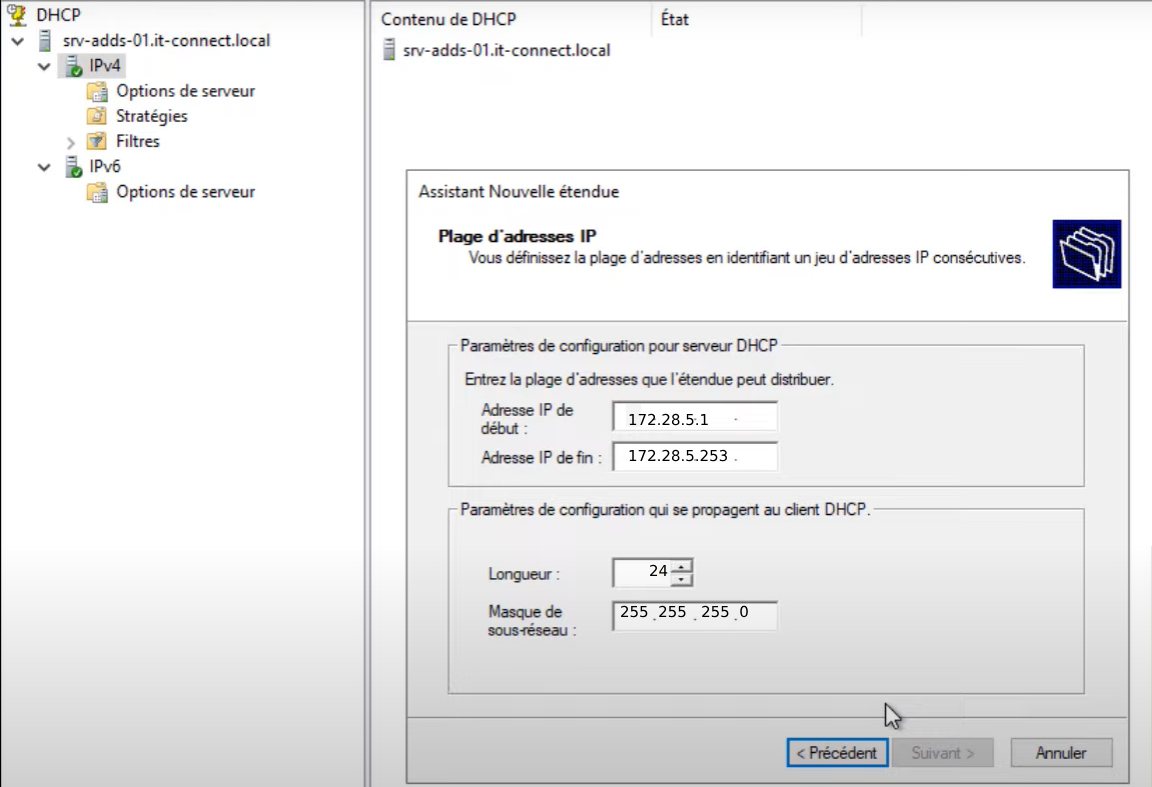 DHCP
srv-adds-01.it-connect.local
IPv4
Options de serveur
Stratégies
Filtres
IPv6
Options de serveur
Contenu de DHCP État
srv-adds-01.it-connect.local
Assistant Nouvelle étendue
Plage d'adresses IP
Vous définissez la plage d'adresses en identifiant un jeu d'adresses IP consécutives.
Paramètres de configuration pour serveur DHCP
Entrez la plage d'adresses que l'étendue peut distribuer.
Adresse IP de
début : 172.28.5.1
Adresse IP de fin : 172.28.5.253
Paramètres de configuration qui se propagent au client DHCP.
Longueur : 24
Masque de
sous-réseau : 255 .255 . 255 .0
< Précédent Suivant > Annuler